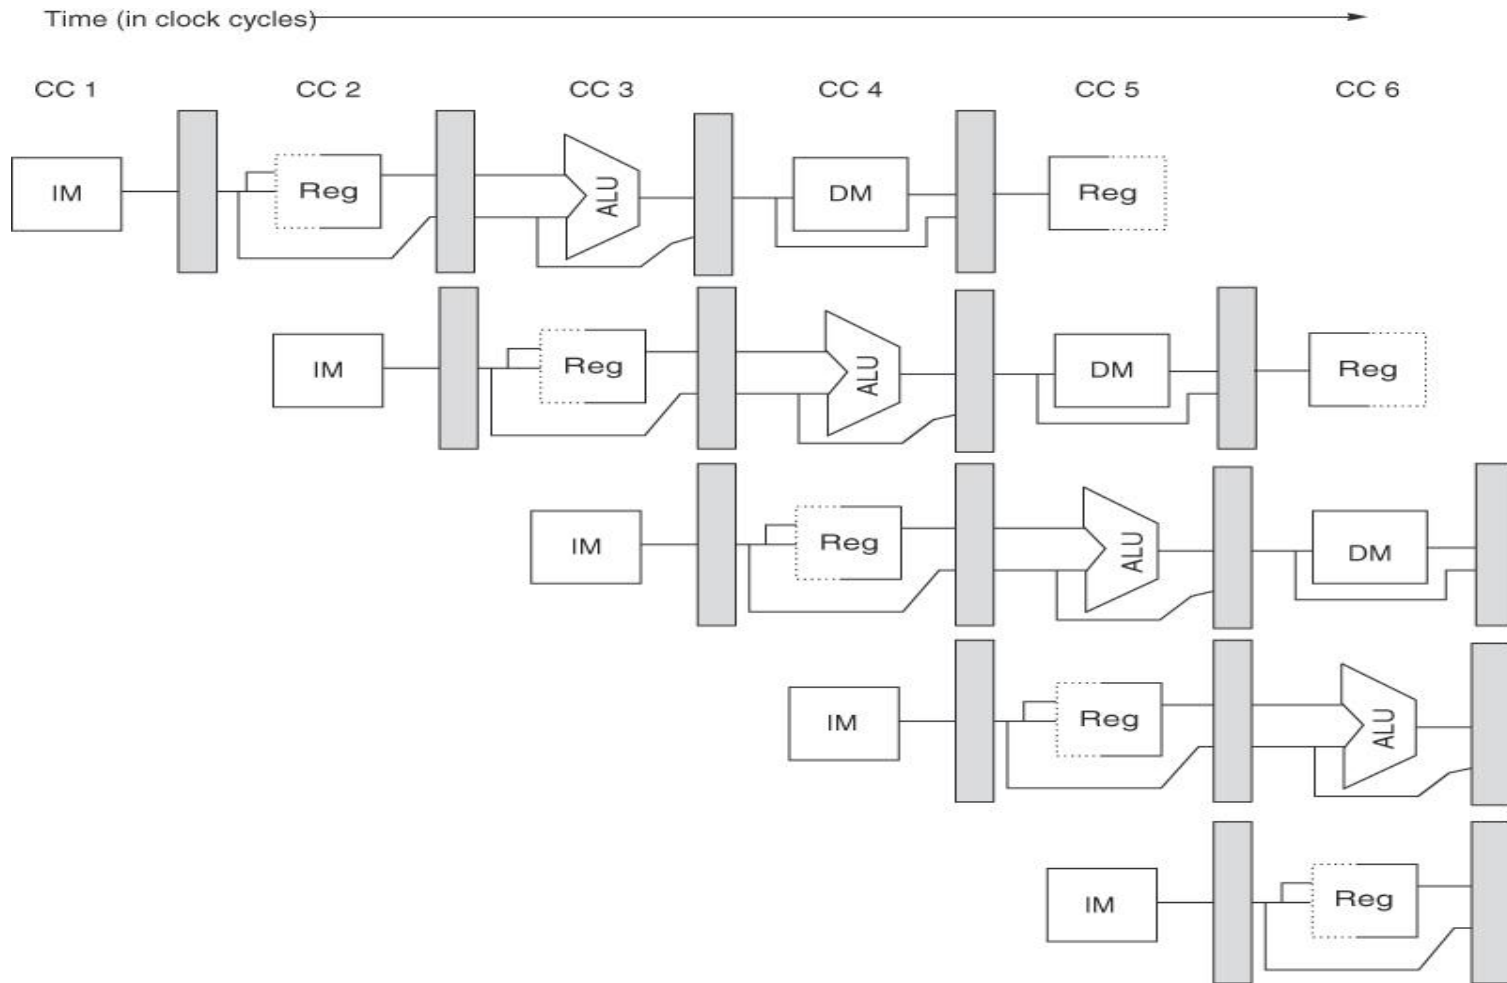 Time (in clock cycles)
CC 1 CC 2 CC 3 CC 4 CC 5 CC 6
IM Reg ALU DM Reg
IM Reg ALU DM Reg
IM Reg ALU DM
IM Reg ALU
IM Reg